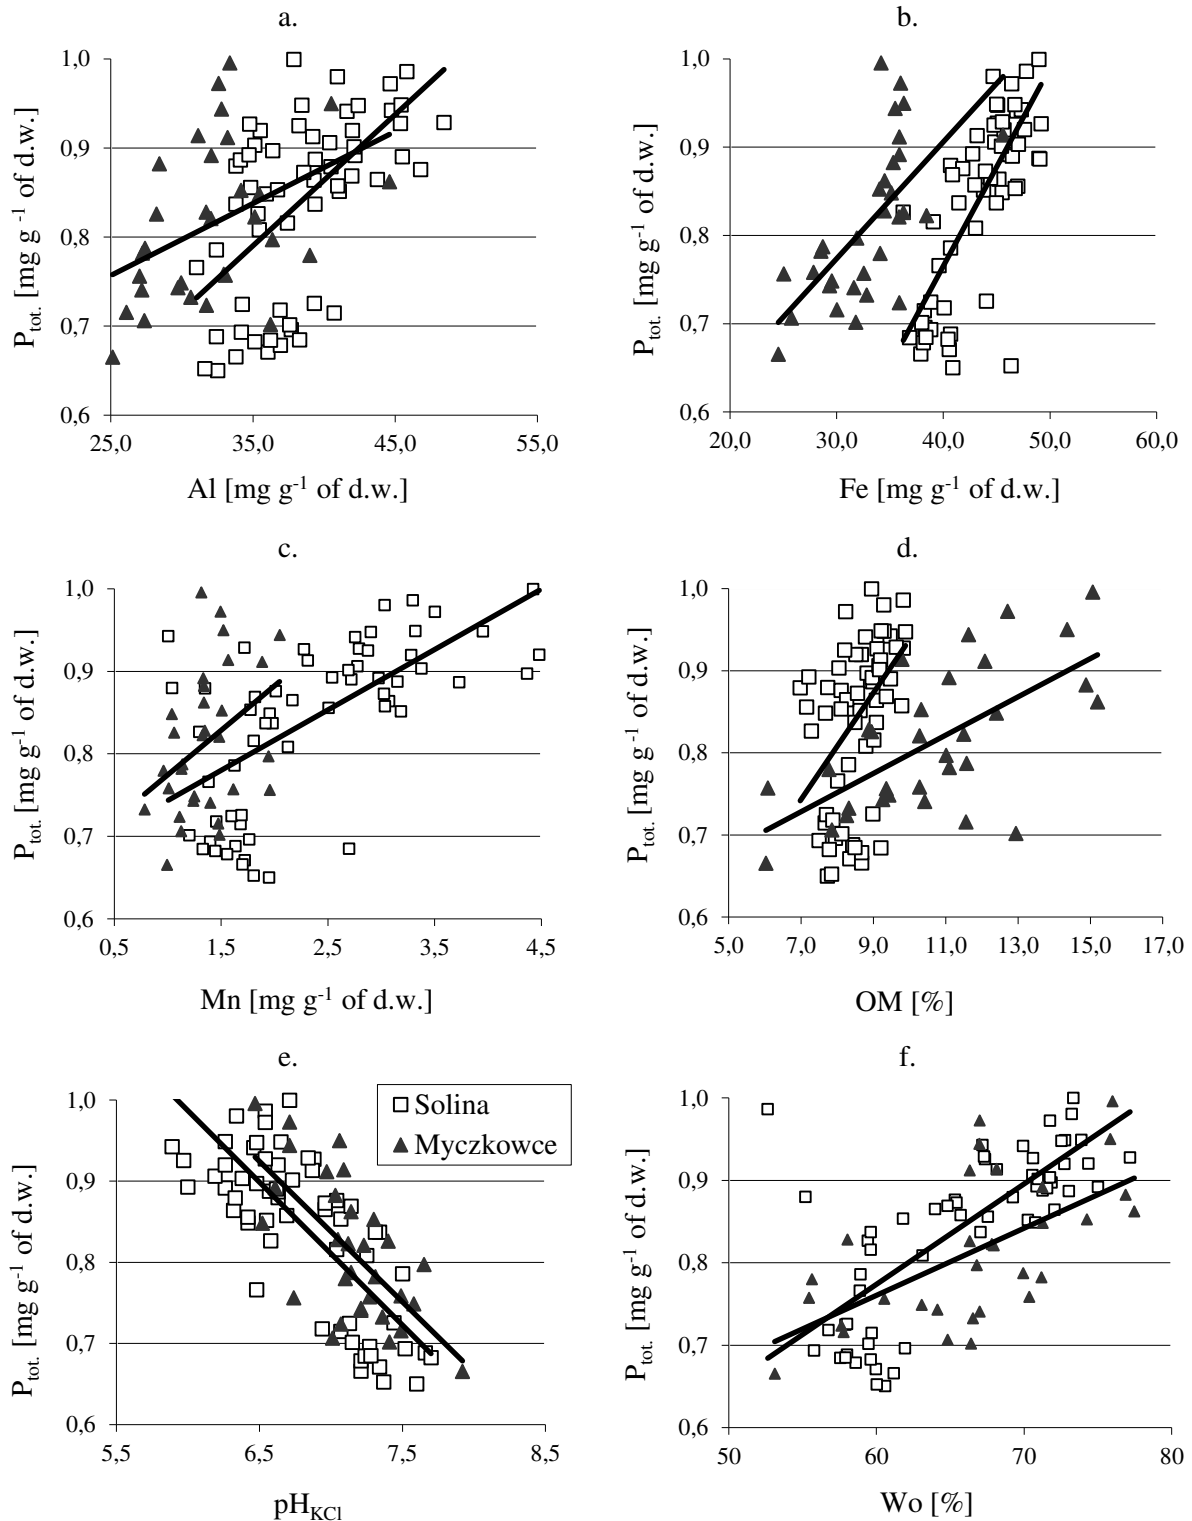 a.
1,0
0,9
0,8
0,7
0,6
P tot. [mg g-1 of d.w.]
25,0 35,0 45,0 55,0
Al [mg g-1 of d.w.]
b.
1,0
0,9
0,8
0,7
0,6
P tot. [mg g-1 of d.w.]
20,0 30,0 40,0 50,0 60,0
Fe [mg g-1 of d.w.]
c.
1,0
0,9
0,8
0,7
0,6
P tot. [mg g-1 of d.w.]
0,5 1,5 2,5 3,5 4,5
Mn [mg g-1 of d.w.]
d.
1,0
0,9
0,8
0,7
0,6
P tot. [mg g-1 of d.w.]
5,0 7,0 9,0 11,0 13,0 15,0 17,0
OM [%]
e.
Solina
Myczkowce
1,0
0,9
0,8
0,7
0,6
P tot. [mg g-1 of d.w.]
5,5 6,5 7,5 8,5
pHKCl
f.
1,0
0,9
0,8
0,7
0,6
P tot. [mg g-1 of d.w.]
50 60 70 80
Wo [%]